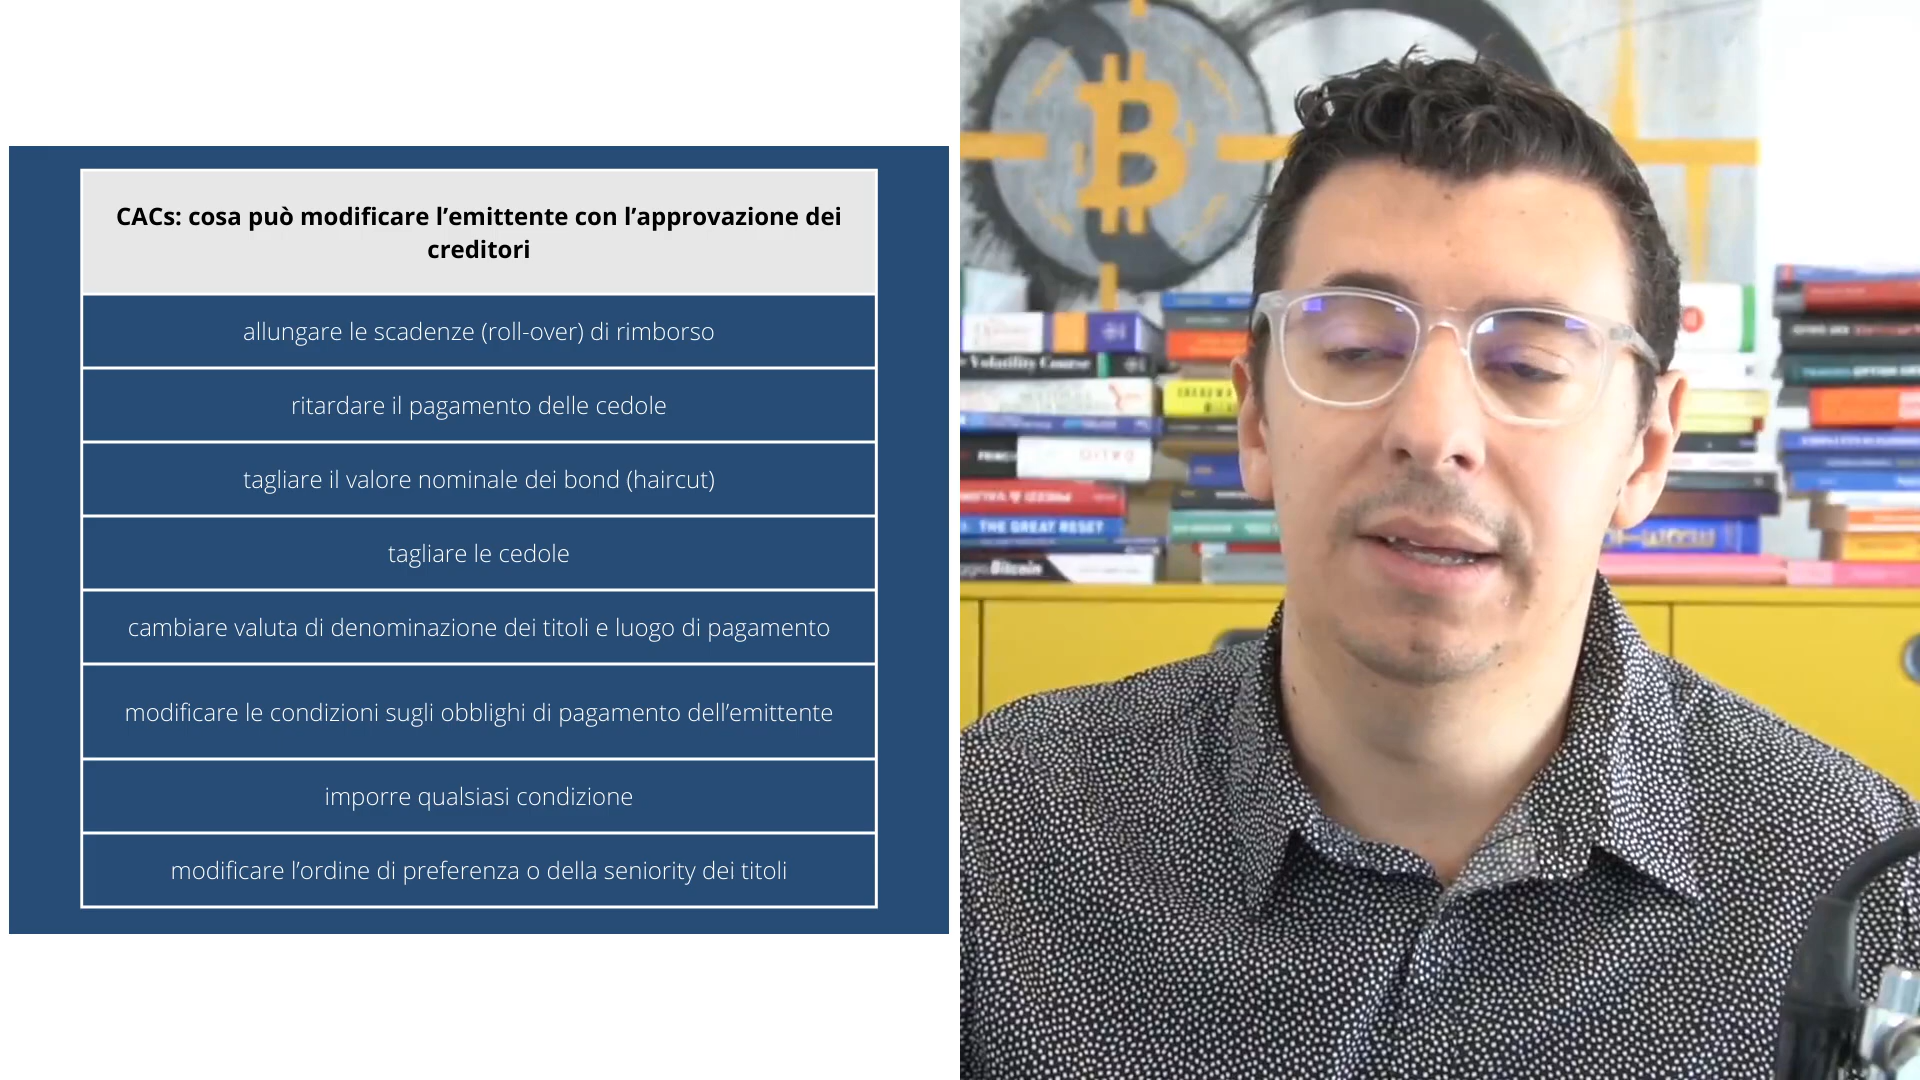 CACs: cosa può modificare l’emittente con l’approvazione dei
creditori
allungare le scadenze (roll-over) di rimborso
ritardare il pagamento delle cedole
tagliare il valore nominale dei bond (haircut)
tagliare le cedole
cambiare valuta di denominazione dei titoli e luogo di pagamento
modificare le condizioni sugli obblighi di pagamento dell’emittente
imporre qualsiasi condizione
modificare l’ordine di preferenza o della seniority dei titoli
Volatility Course
THE GREAT RESET
Bitcoin